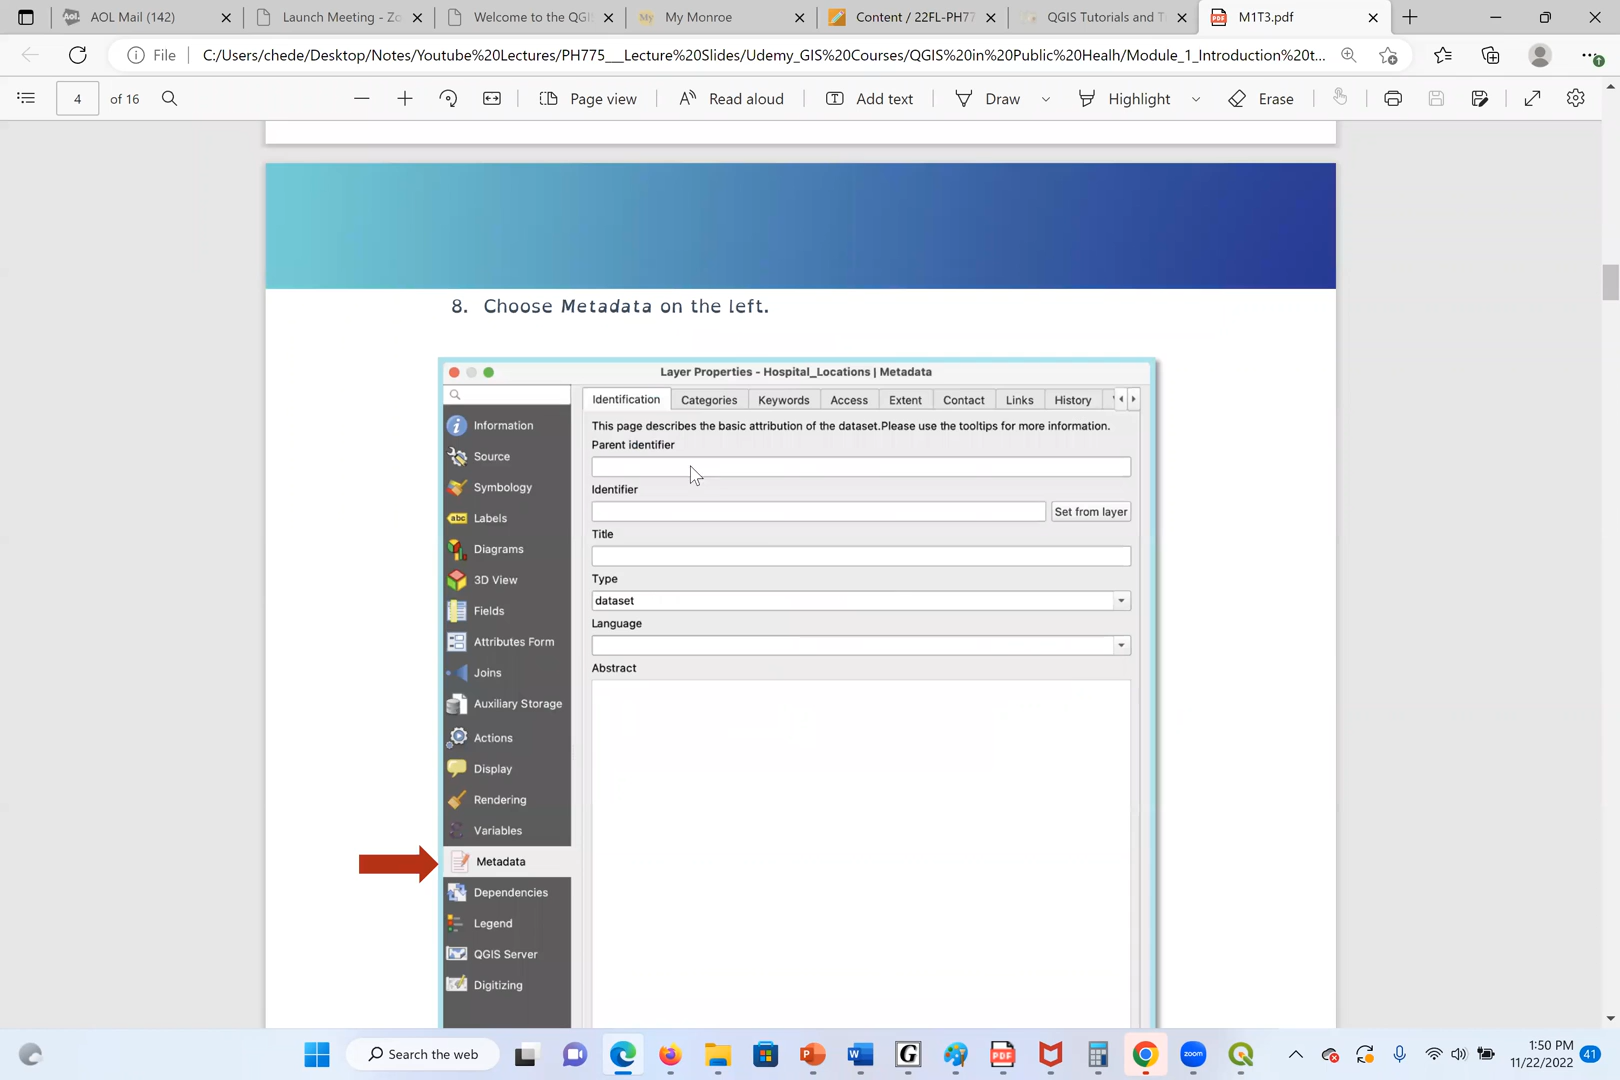 AOL Mail (142)
Launch Meeting - Zo
Welcome to the QGI
My Monroe
Content / 22FL-PH77
QGIS Tutorials and T
M1T3.pdf
File
C:/Users/chede/Desktop/Notes/Youtube%20Lectures/PH775___Lecture%20Slides/Udemy_GIS%20Courses/QGIS%20in%20Public%20Healh/Module_1_Introduction%20t...
4 of 16
Page view
Read aloud
Add text
Draw
Highlight
Erase
8. Choose Metadata on the left.
Layer Properties - Hospital_Locations | Metadata
Identification Categories Keywords Access Extent Contact Links History
Information
Source
Symbology
Labels
Diagrams
3D View
Fields
Attributes Form
Joins
Auxiliary Storage
Actions
Display
Rendering
Variables
Metadata
Dependencies
Legend
QGIS Server
Digitizing
This page describes the basic attribution of the dataset.Please use the tooltips for more information.
Parent identifier
Identifier
Set from layer
Title
Type
dataset
Language
Abstract
Search the web
1:50 PM
11/22/2022
41